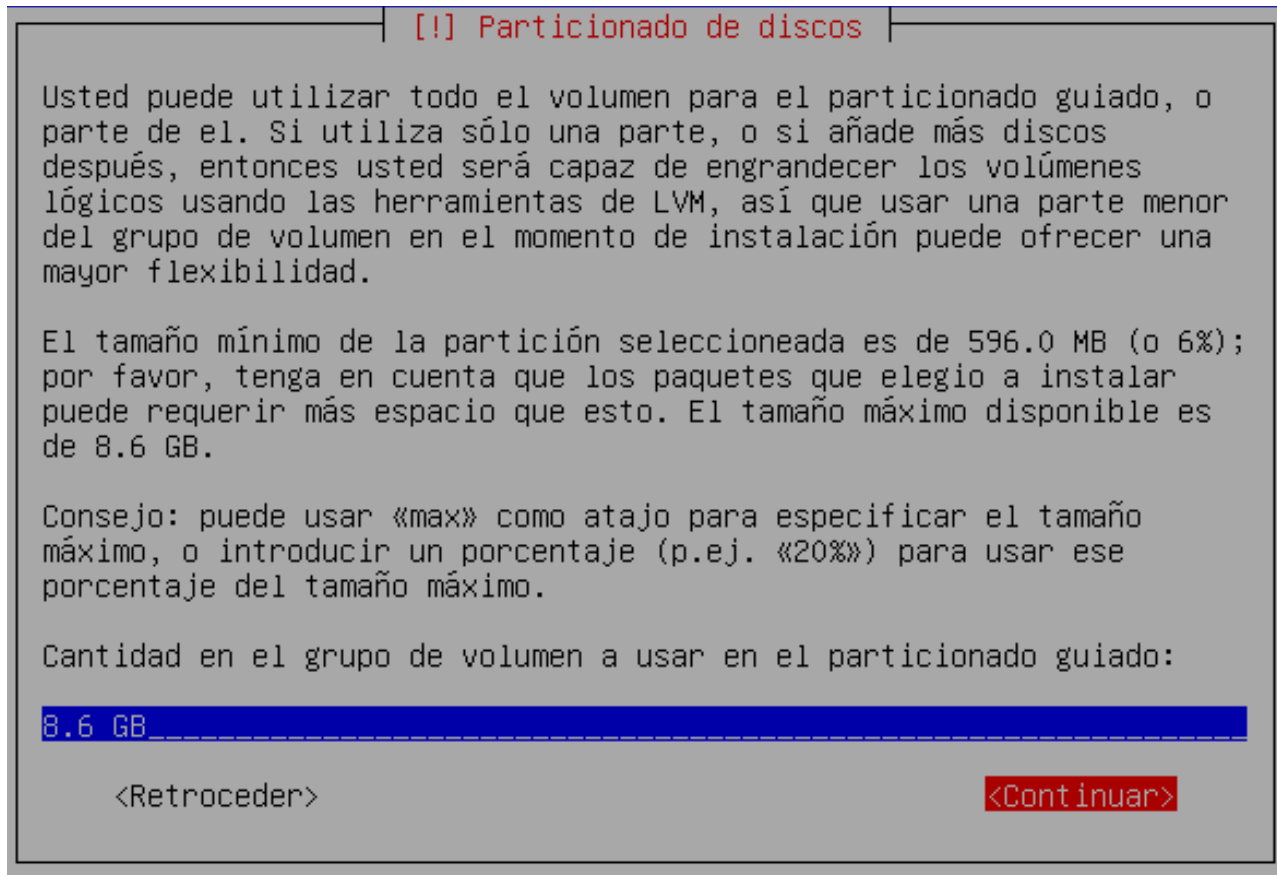 [!] Particionado de discos
Usted puede utilizar todo el volumen para el particionado guiado, o
parte de el. Si utiliza sólo una parte, o si añade más discos
después, entonces usted será capaz de engrandecer los volúmenes
lógicos usando las herramientas de LVM, así que usar una parte menor
del grupo de volumen en el momento de instalación puede ofrecer una
mayor flexibilidad.
El tamaño mínimo de la partición seleccioneada es de 596.0 MB (o 6%);
por favor, tenga en cuenta que los paquetes que elegio a instalar
puede requerir más espacio que esto. El tamaño máximo disponible es
de 8.6 GB.
Consejo: puede usar «max» como atajo para especificar el tamaño
máximo, o introducir un porcentaje (p.ej. «20%») para usar ese
porcentaje del tamaño máximo.
Cantidad en el grupo de volumen a usar en el particionado guiado:
8.6 GB
<Retroceder> <Continuar>